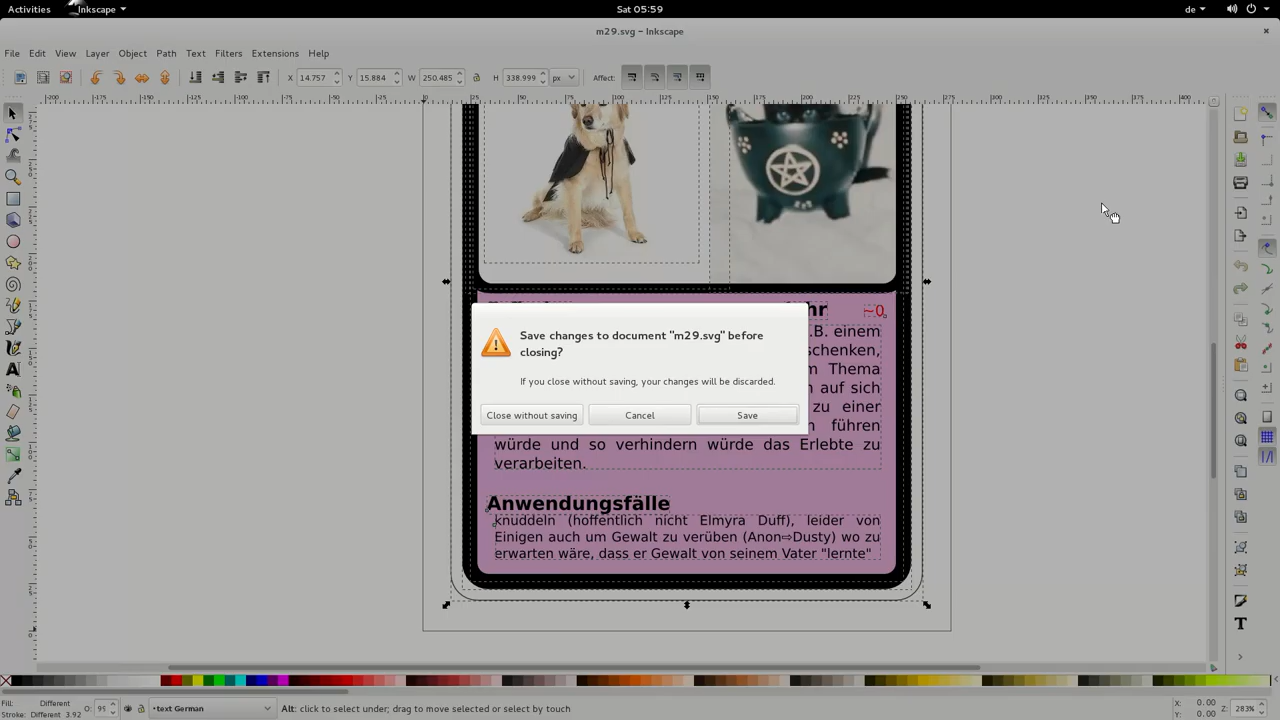 Activities
Inkscape
Sat 05:59
de
m29.svg – Inkscape
File Edit View Layer Object Path Text Filters Extensions Help
X 14.757 Y 15.884 W 250.485 H 338.999 px Affect:
hr ~0
.B. einem
schenken,
m Thema
auf sich
zu einer
führen
würde und so verhindern würde das Erlebte zu
verarbeiten.
Save changes to document "m29.svg" before
closing?
If you close without saving, your changes will be discarded.
Close without saving
Cancel
Save
Anwendungsfälle
knuddeln (hoffentlich nicht Elmyra Duff), leider von
Einigen auch um Gewalt zu verüben (Anon⇨Dusty) wo zu
erwarten wäre, dass er Gewalt von seinem Vater "lernte"
Fill: Different
Stroke: Different 3.92
O: 99
•text German
Alt: click to select under; drag to move selected or select by touch
X: 0.00
Y: 0.00
Z: 283%